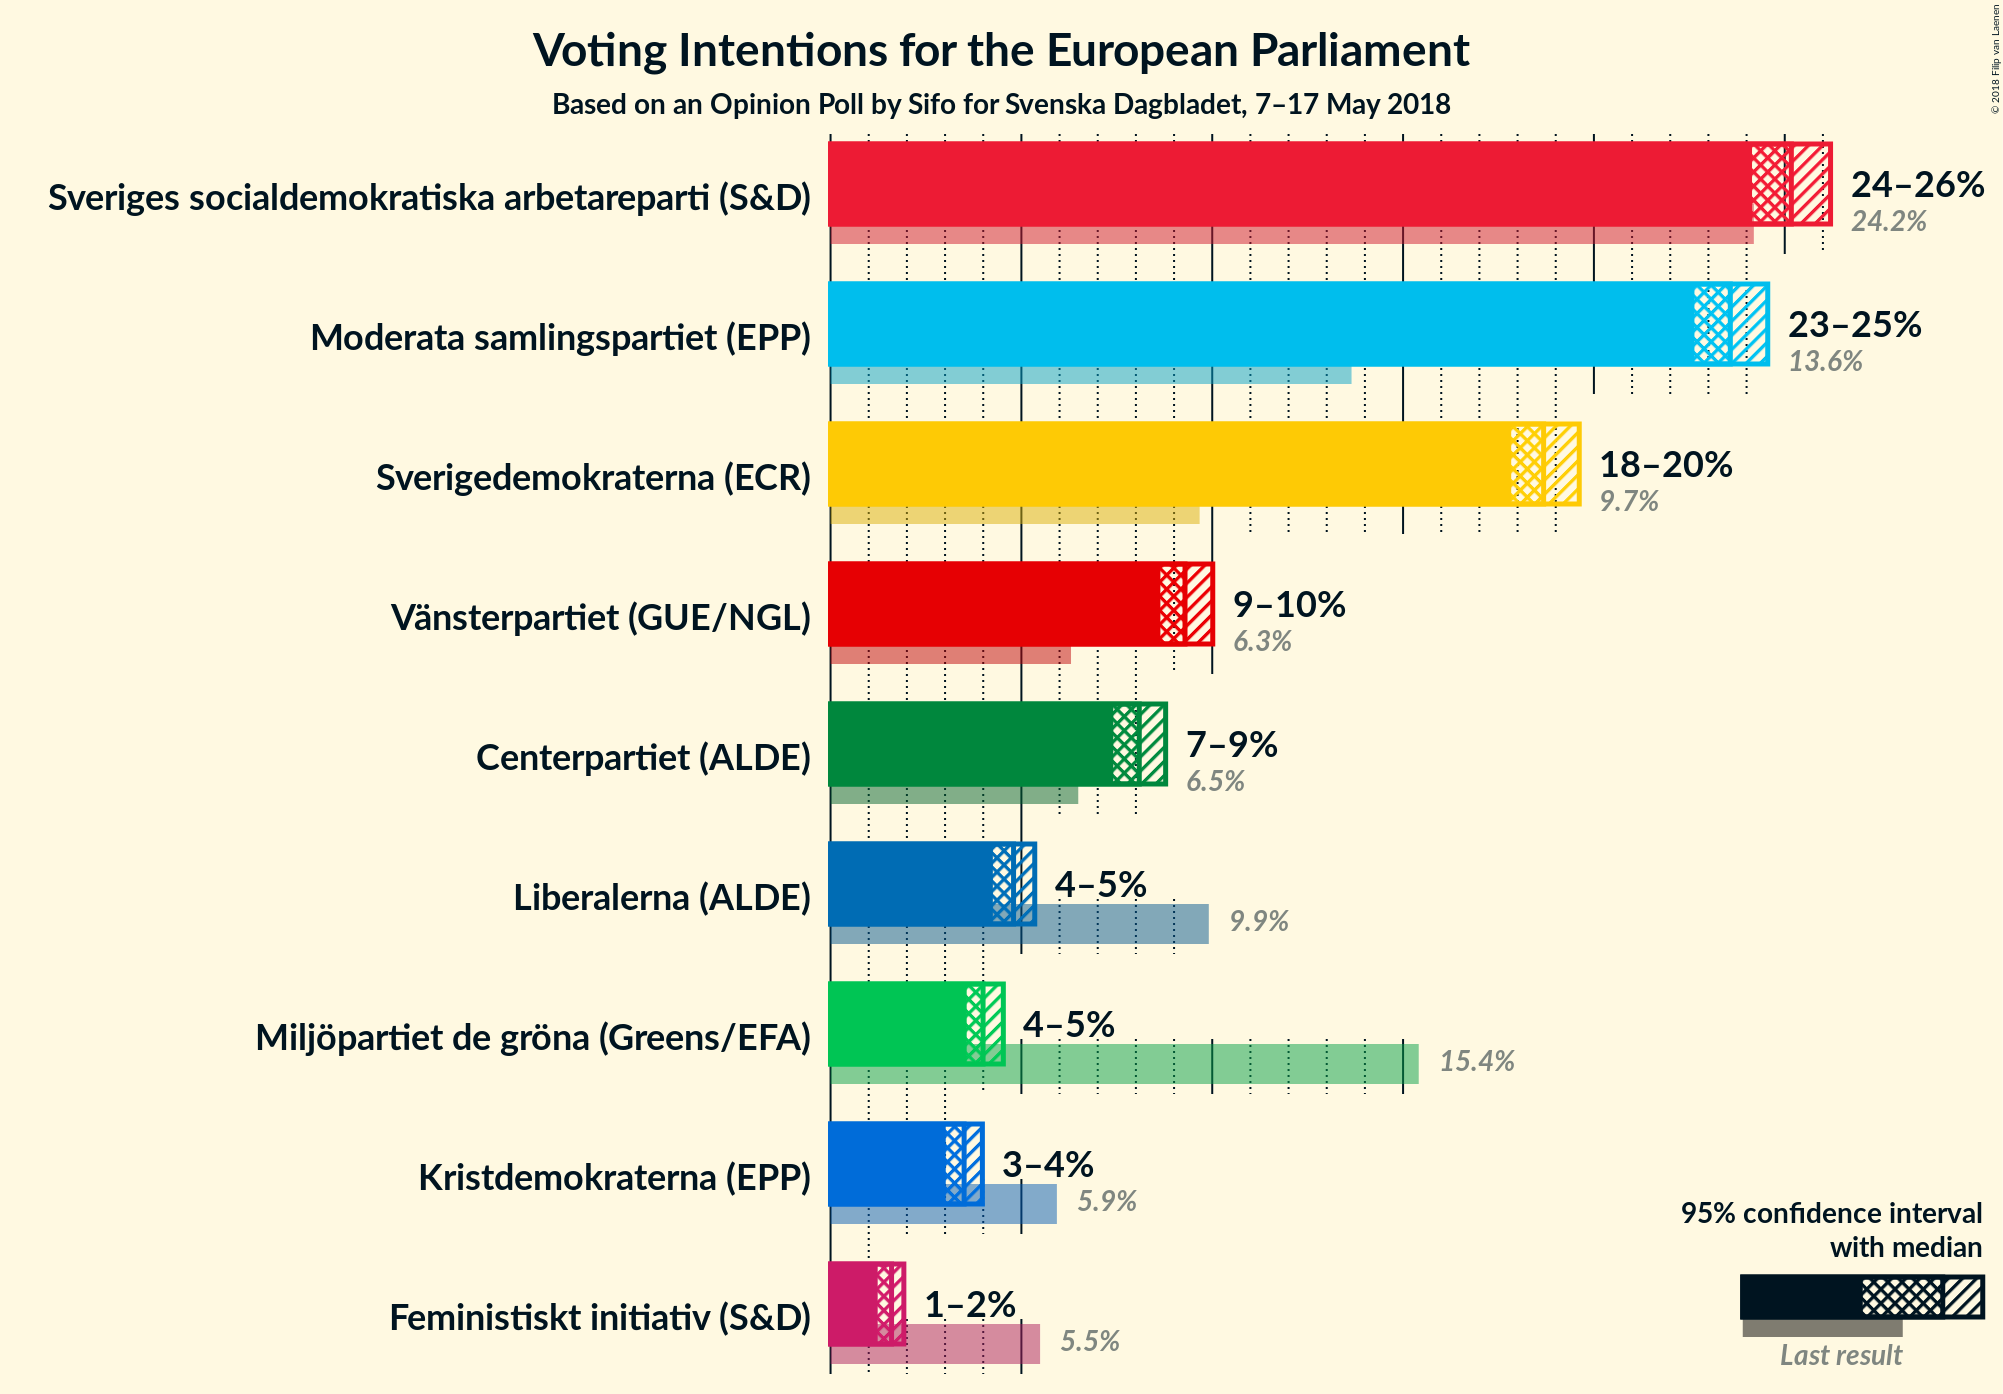 Voting Intentions for the European Parliament
Based on an Opinion Poll by Sifo for Svenska Dagbladet, 7–17 May 2018
© 2018 Filip van Laenen
Sveriges socialdemokratiska arbetareparti (S&D)
24–26%
24.2%
Moderata samlingspartiet (EPP)
23–25%
13.6%
Sverigedemokraterna (ECR)
18–20%
9.7%
Vänsterpartiet (GUE/NGL)
9–10%
6.3%
Centerpartiet (ALDE)
7–9%
6.5%
Liberalerna (ALDE)
4–5%
9.9%
Miljöpartiet de gröna (Greens/EFA)
4–5%
15.4%
Kristdemokraterna (EPP)
3–4%
5.9%
Feministiskt initiativ (S&D)
1–2%
5.5%
95% confidence interval
with median
Last result